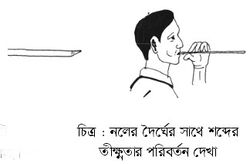 চিত্র : নলের দৈর্ঘের সাথে শব্দের
তীক্ষ্ণতার পরিবর্তন দেখা